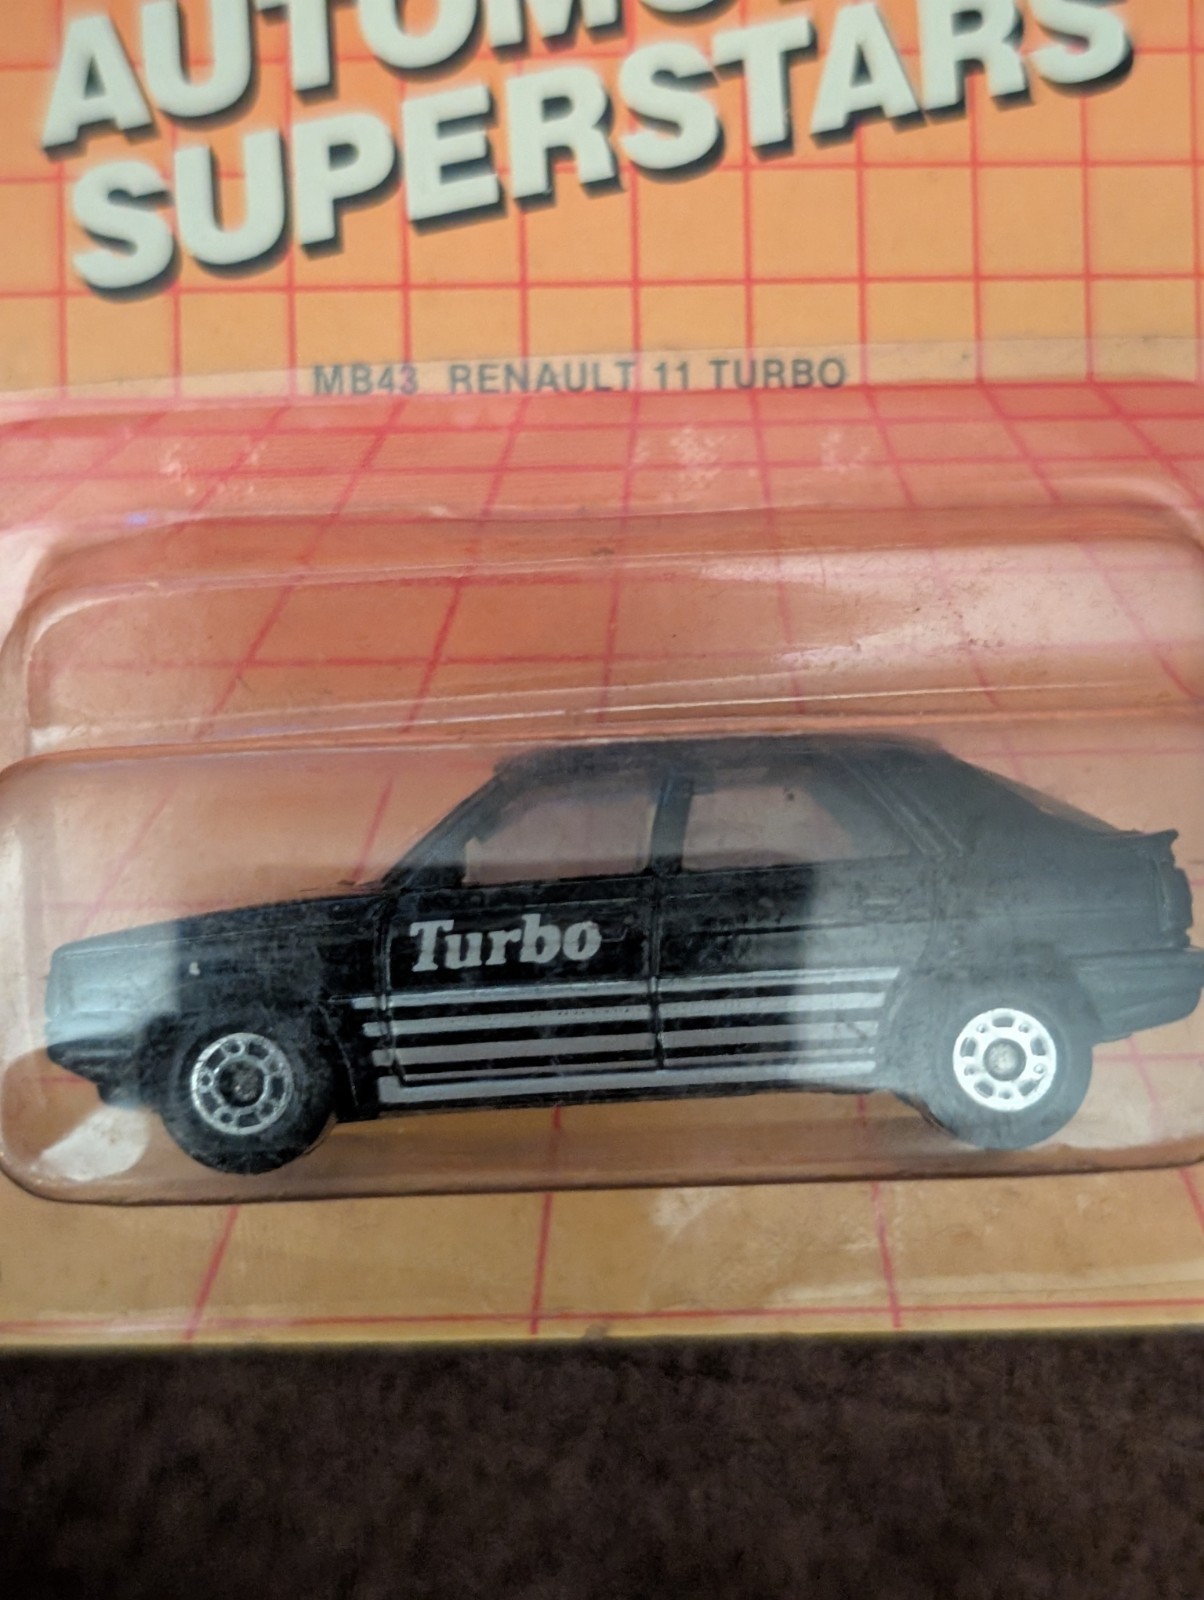 SUPERSTARS
MB43 RENAULT 11 TURBO
Turbo